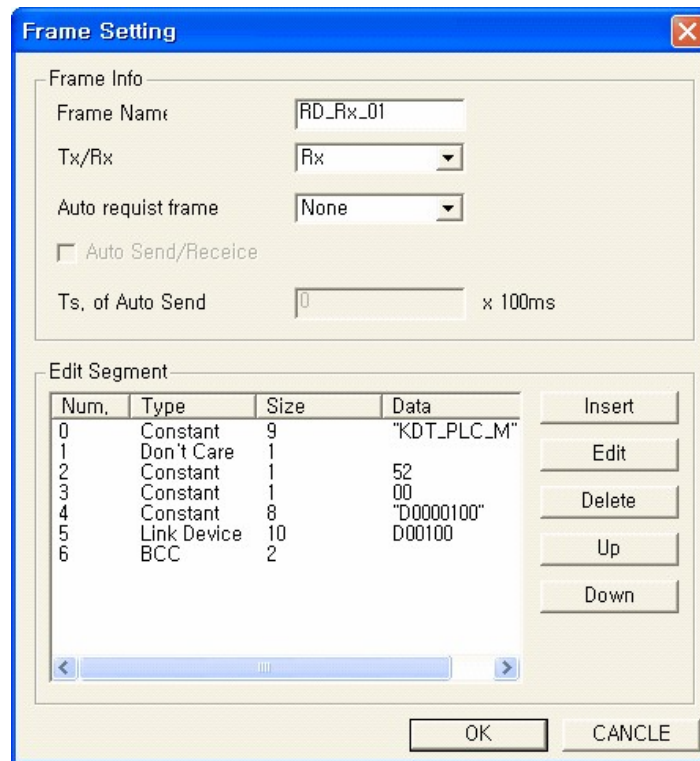 Frame Setting
Frame Info
Frame Name RD_Rx_01
Tx/Rx Rx
Auto requist frame None
Auto Send/Receice
Ts. of Auto Send 0 x 100ms
Edit Segment
Num. Type Size Data
0 Constant 9 "KDT_PLC_M"
1 Don't Care 1
2 Constant 1 52
3 Constant 1 00
4 Constant 8 "D0000100"
5 Link Device 10 D00100
6 BCC 2
Insert
Edit
Delete
Up
Down
OK CANCLE